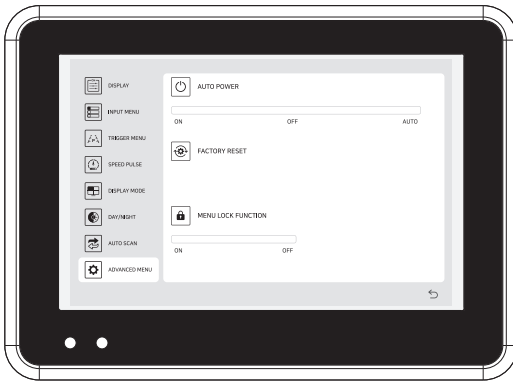 DISPLAY
INPUT MENU
TRIGGER MENU
SPEED PULSE
DISPLAY MODE
DAY/NIGHT
AUTO SCAN
ADVANCED MENU
AUTO POWER
ON OFF AUTO
FACTORY RESET
MENU LOCK FUNCTION
ON OFF